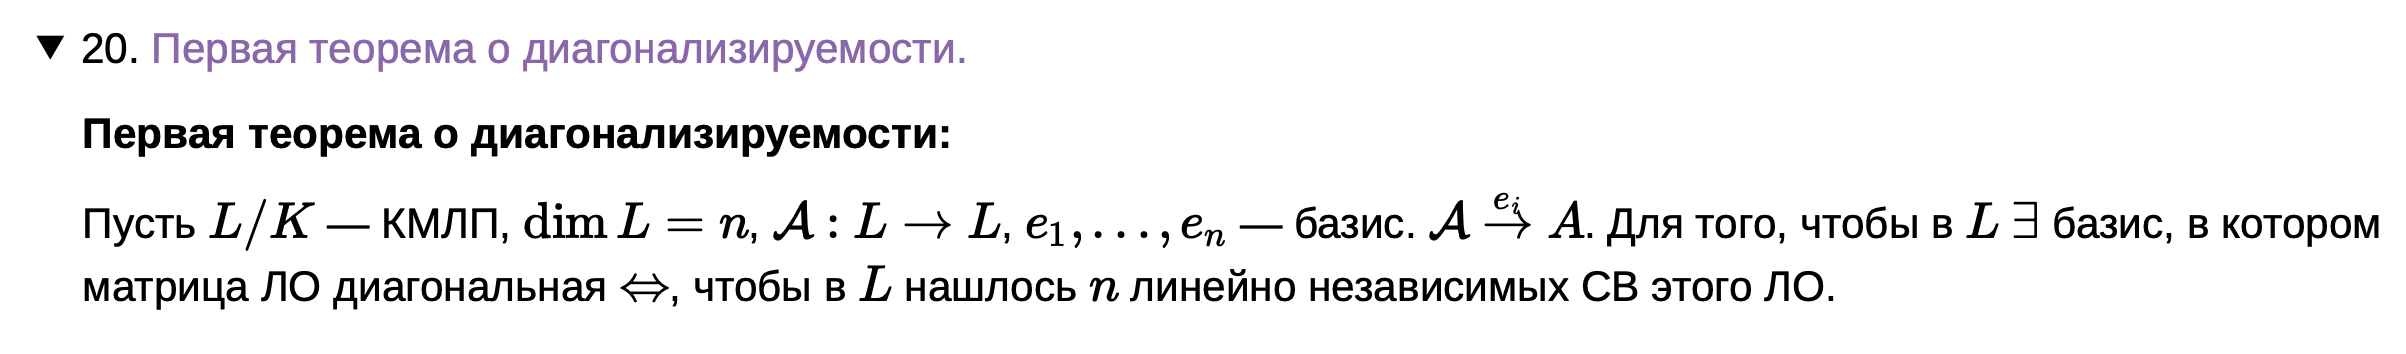 ▼ 20. Первая теорема о диагонализируемости.
Первая теорема о диагонализируемости:
Пусть $L/K$ — КМЛП, $\dim L = n$, $\mathcal{A} : L \to L$, $e_1, \ldots, e_n$ — базис. $\mathcal{A} \overset{e_i}{\to} A$. Для того, чтобы в $L$ $\exists$ базис, в котором
матрица ЛО диагональная $\Leftrightarrow$, чтобы в $L$ нашлось $n$ линейно независимых СВ этого ЛО.